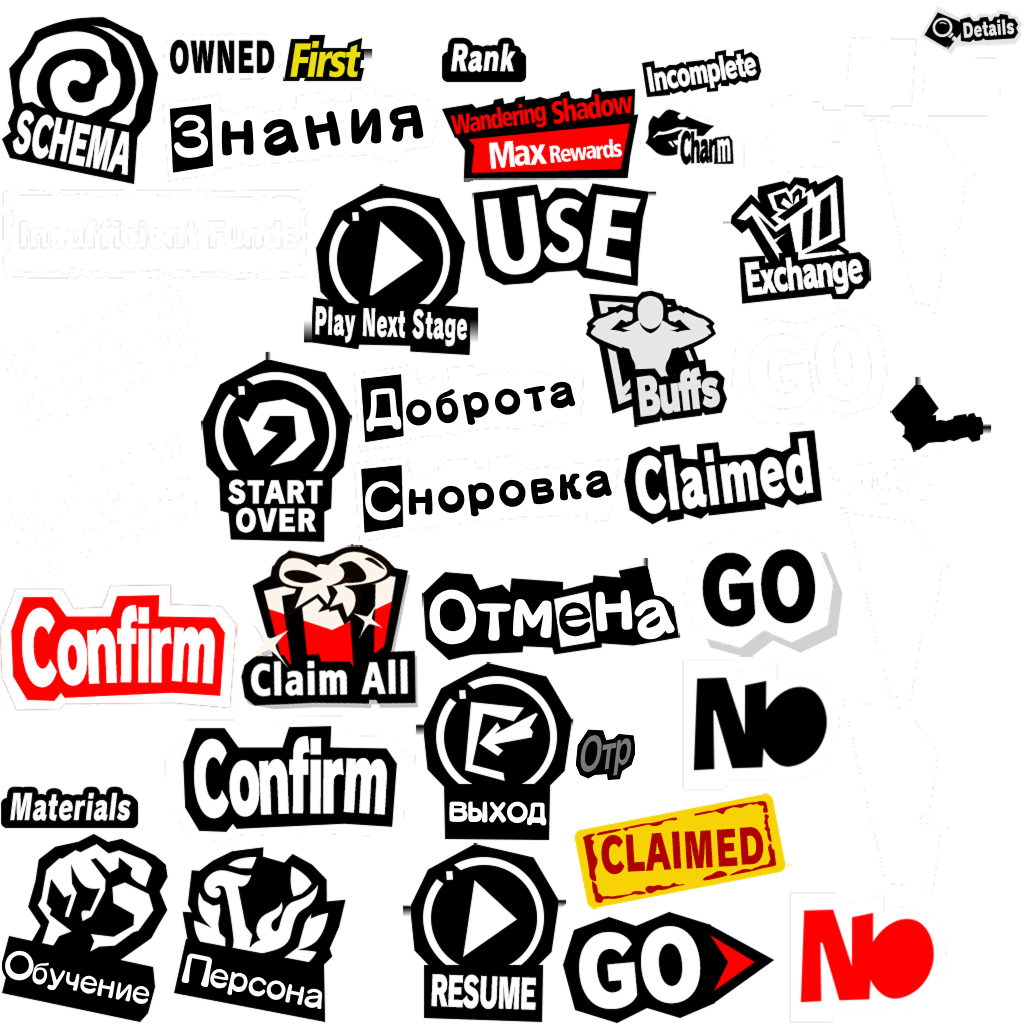 Details
OWNED
First
Rank
Incomplete
SCHEMA
Знания
Wandering Shadow
Max Rewards
Charm
Insufficient Funds
USE
Exchange
Play Next Stage
Buffs
GO
Доброта
START
OVER
Сноровка
Claimed
Confirm
Claim All
Отмена
GO
NO
Отр
Confirm
ВЫХОД
Materials
CLAIMED
Обучение
Персона
RESUME
GO
NO